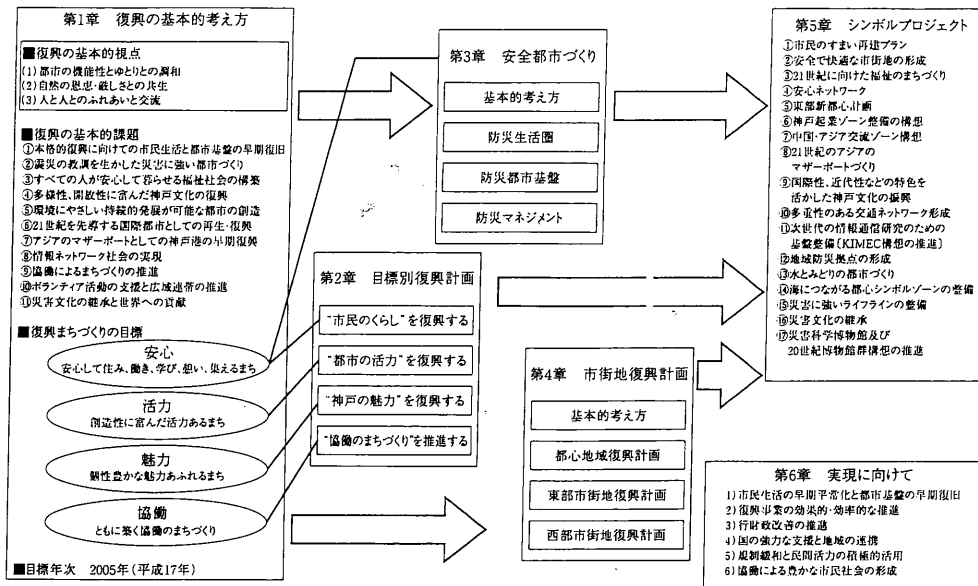 第1章 復興の基本的考え方
■復興の基本的視点
(1) 都市の機能性とゆとりとの調和
(2) 自然の恩恵・厳しさとの共生
(3) 人と人とのふれあいと交流
■復興の基本的課題
①本格的復興に向けての市民生活と都市基盤の早期復旧
②震災の教訓を生かした災害に強い都市づくり
③すべての人が安心して暮らせる福祉社会の構築
④多様性、開放性に富んだ神戸文化の復興
⑤環境にやさしい持続的発展が可能な都市の創造
⑥21世紀を先導する国際都市としての再生・復興
⑦アジアのマザーポートとしての神戸港の早期復興
⑧情報ネットワーク社会の実現
⑨協働によるまちづくりの推進
⑩ボランティア活動の支援と広域連帯の推進
⑪災害文化の継承と世界への貢献
■復興まちづくりの目標
安心
安心して住み、働き、学び、憩い、集えるまち
活力
創造性に富んだ活力あるまち
魅力
個性豊かな魅力あふれるまち
協働
ともに築く協働のまちづくり
■目標年次 2005年(平成17年)
第2章 目標別復興計画
"市民のくらし"を復興する
"都市の活力"を復興する
"神戸の魅力"を復興する
"協働のまちづくり"を推進する
第3章 安全都市づくり
基本的考え方
防災生活圏
防災都市基盤
防災マネジメント
第4章 市街地復興計画
基本的考え方
都心地域復興計画
東部市街地復興計画
西部市街地復興計画
第5章 シンボルプロジェクト
①市民のすまい再建プラン
②安全で快適な市街地の形成
③21世紀に向けた福祉のまちづくり
④安心ネットワーク
⑤東部新都心計画
⑥神戸起業ゾーン整備の構想
⑦中国・アジア交流ゾーン構想
⑧21世紀のアジアの
マザーポートづくり
⑨国際性、近代性などの特色を
活かした神戸文化の振興
⑩多重性のある交通ネットワーク形成
⑪次世代の情報通信研究のための
基盤整備〔KIMEC構想の推進〕
⑫地域防災拠点の形成
⑬水とみどりの都市づくり
⑭海につながる都心シンボルゾーンの整備
⑮災害に強いライフラインの整備
⑯災害文化の継承
⑰災害科学博物館及び
20世紀博物館群構想の推進
第6章 実現に向けて
1) 市民生活の早期平常化と都市基盤の早期復旧
2) 復興事業の効果的・効率的な推進
3) 行財政改善の推進
4) 国の強力な支援と地域の連携
5) 規制緩和と民間活力の積極的活用
6) 協働による豊かな市民社会の形成